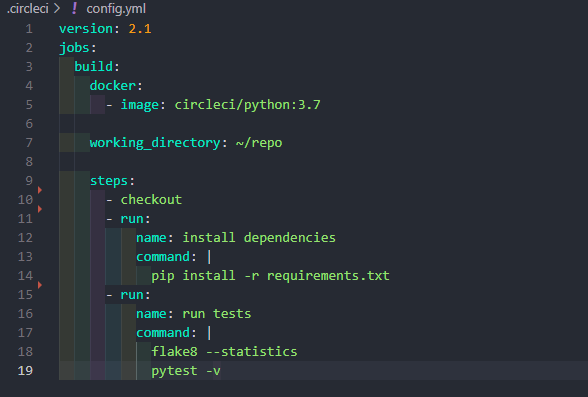 .circleci > ! config.yml
1 version: 2.1
2 jobs:
3   build:
4     docker:
5       - image: circleci/python:3.7
6
7     working_directory: ~/repo
8
9     steps:
10       - checkout
11       - run:
12           name: install dependencies
13           command: |
14             pip install -r requirements.txt
15       - run:
16           name: run tests
17           command: |
18             flake8 --statistics
19             pytest -v